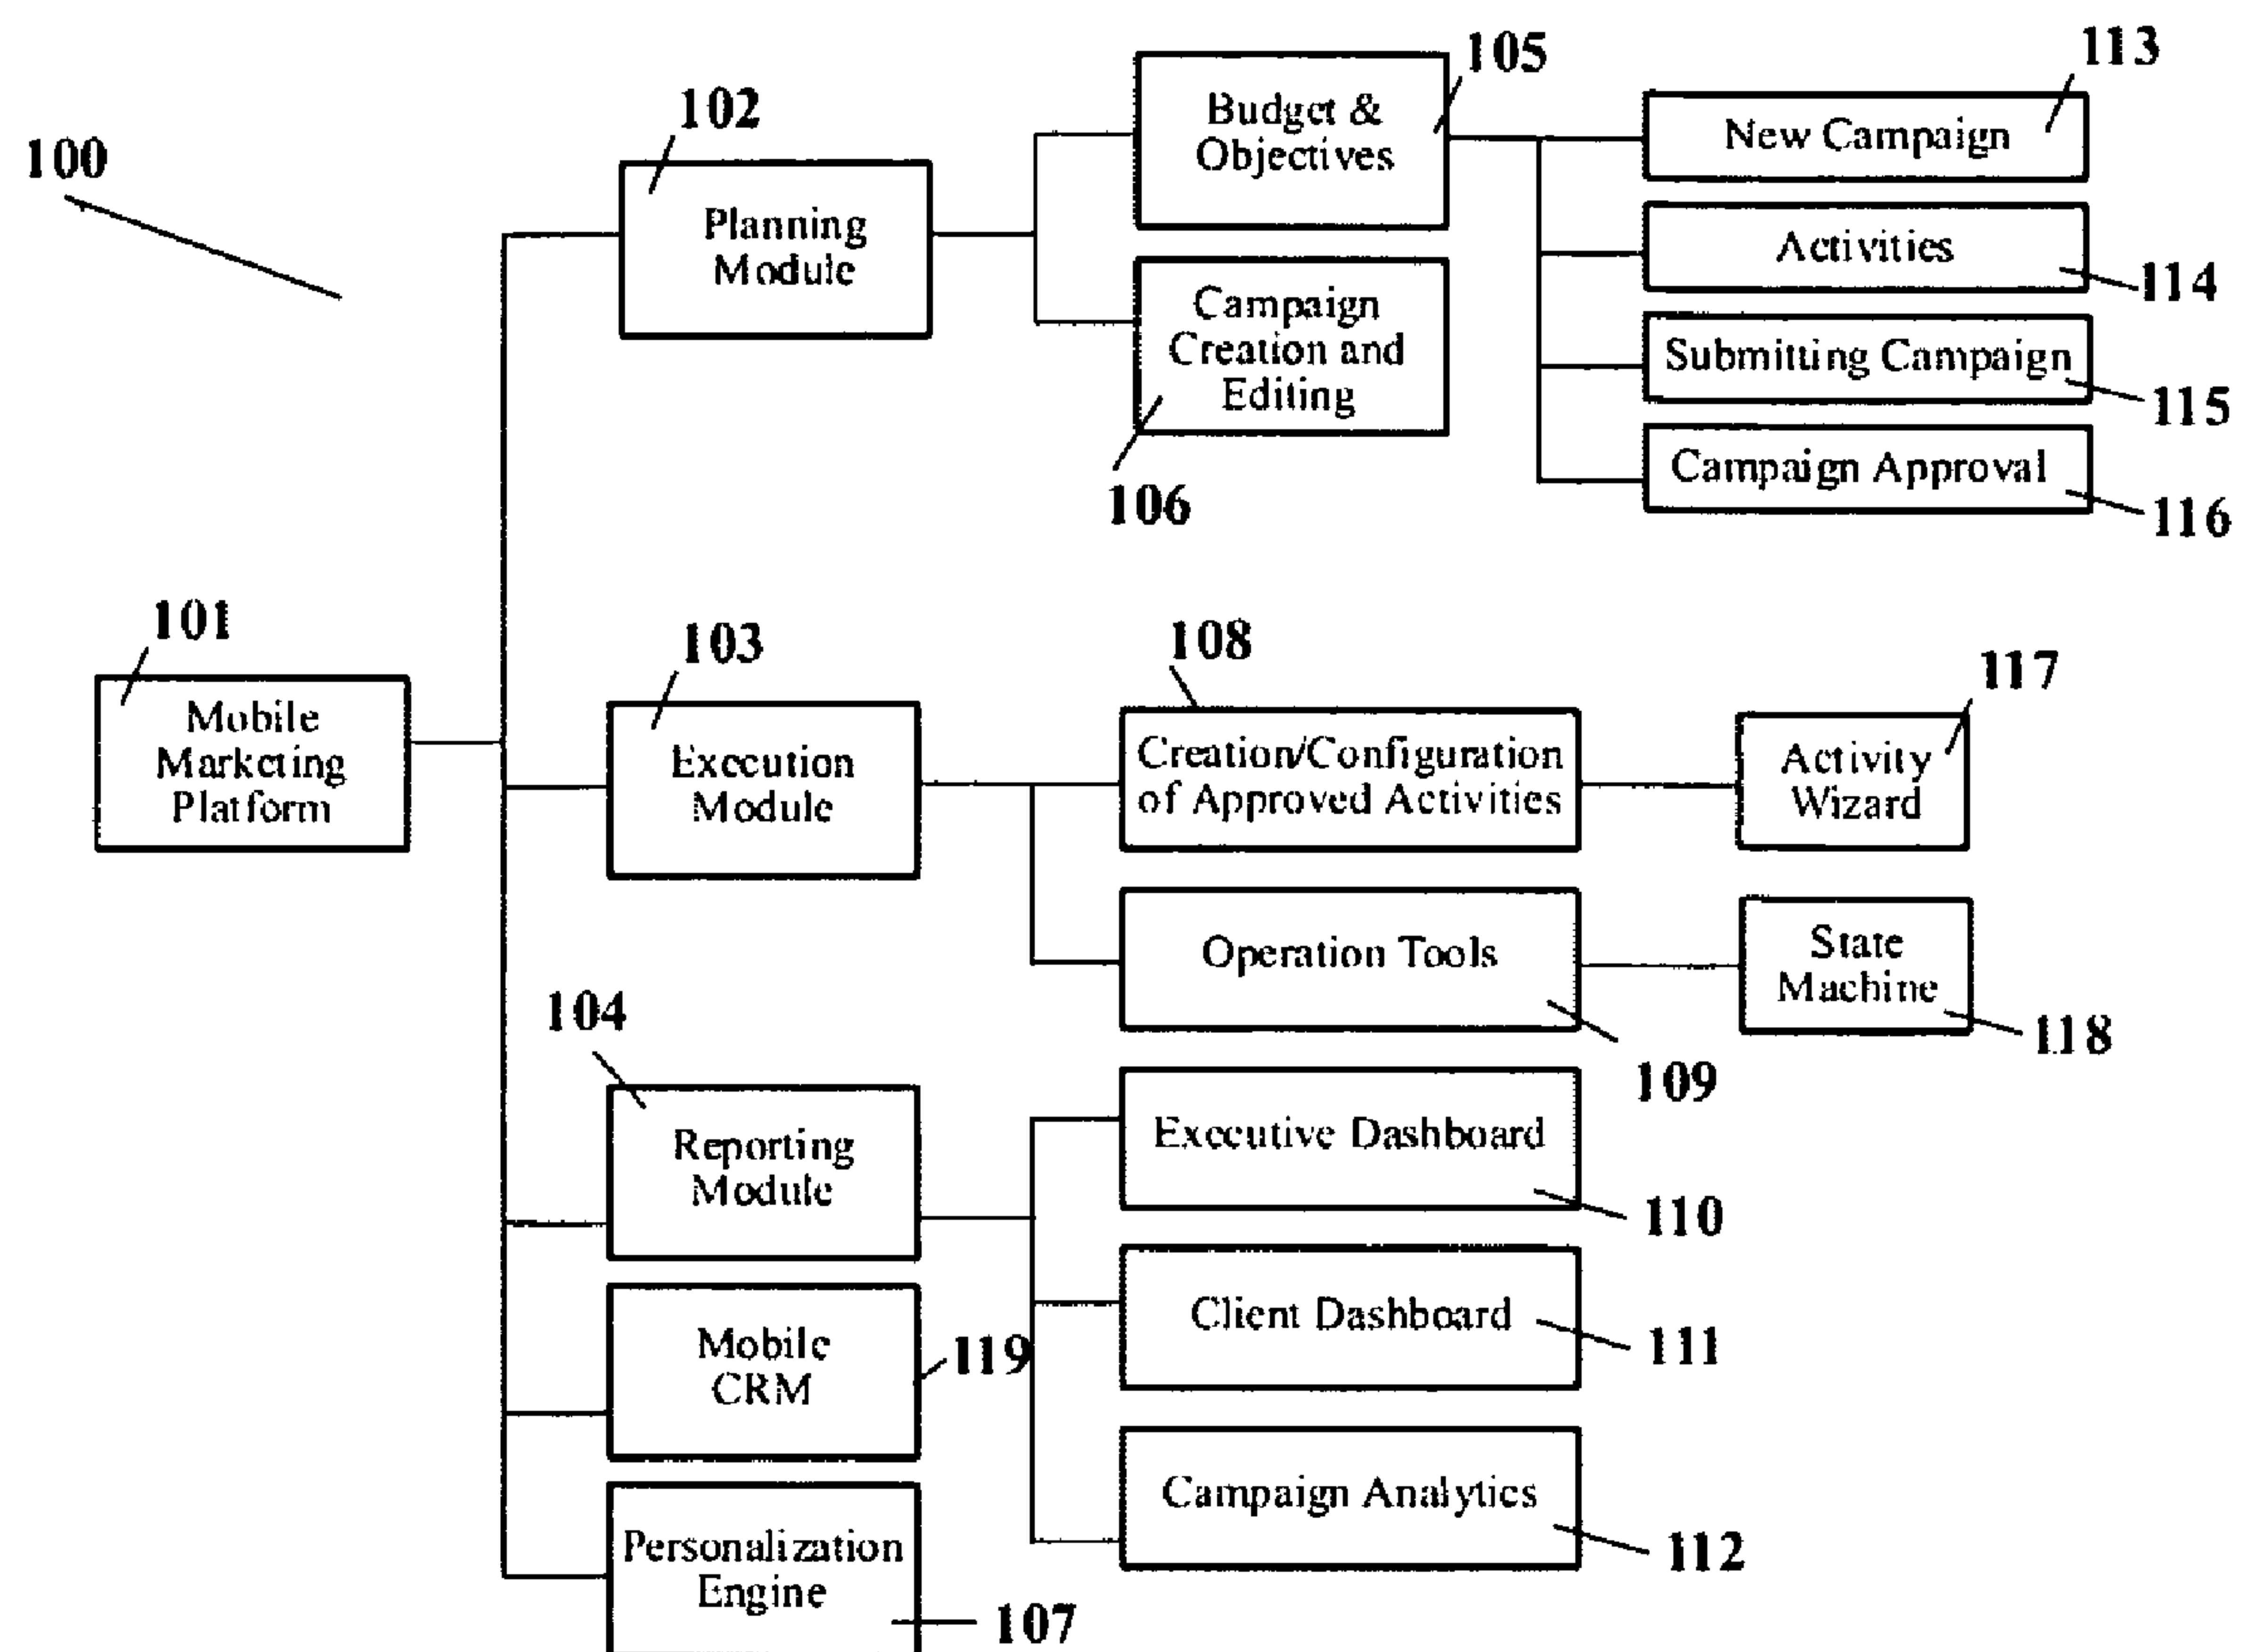 100
102
Planning
Module
105
Budget &
Objectives
113
New Campaign
Activities
114
Campaign
Creation and
Editing
106
Submitting Campaign
115
Campaign Approval
116
101
Mobile
Marketing
Platform
103
Execution
Module
108
Creation/Configuration
of Approved Activities
117
Activity
Wizard
Operation Tools
109
State
Machine
118
104
Reporting
Module
Executive Dashboard
110
Mobile
CRM
119
Client Dashboard
111
Campaign Analytics
112
Personalization
Engine
107